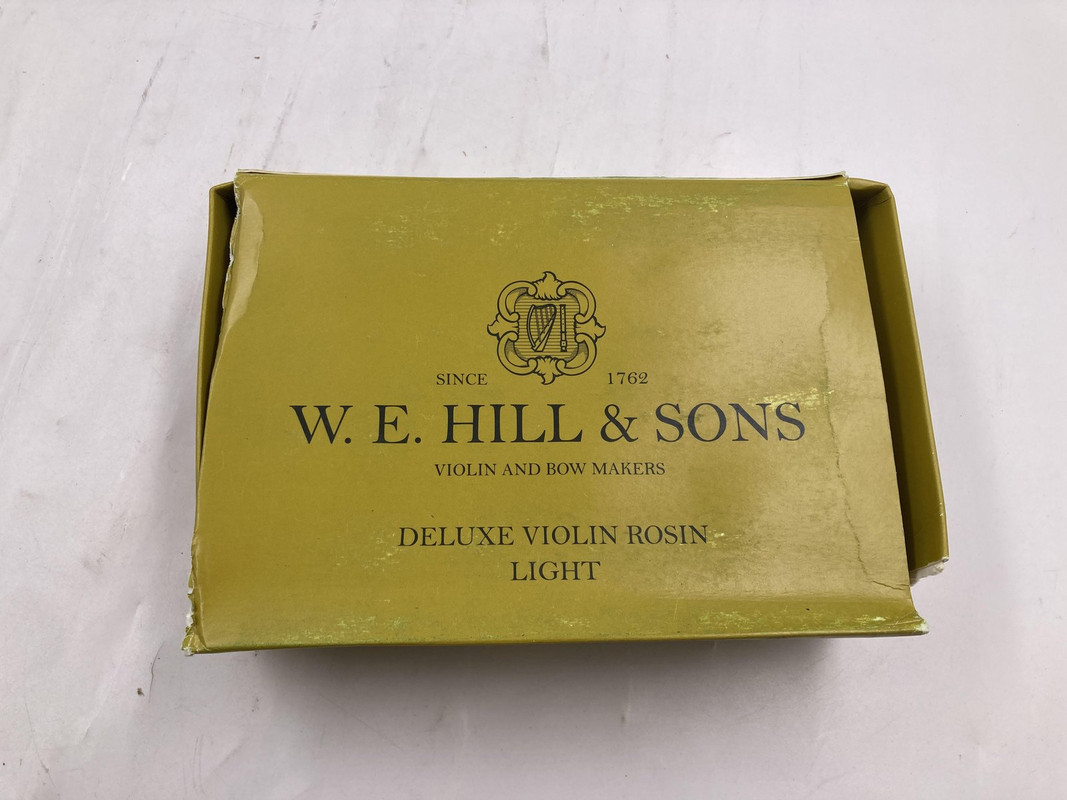 SINCE 1762
W. E. HILL & SONS
VIOLIN AND BOW MAKERS
DELUXE VIOLIN ROSIN
LIGHT